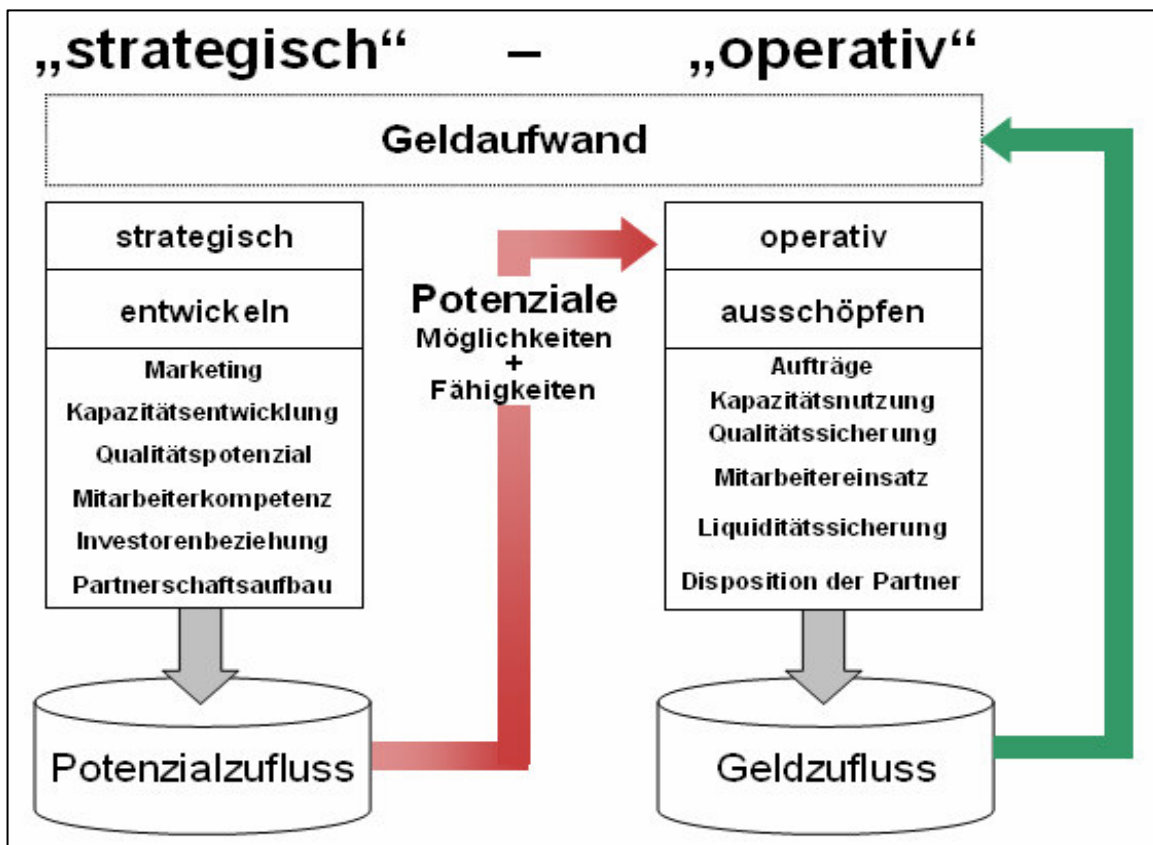 „strategisch“ – „operativ“
Geldaufwand
strategisch
entwickeln
Marketing
Kapazitätsentwicklung
Qualitätspotenzial
Mitarbeiterkompetenz
Investorenbeziehung
Partnerschaftsaufbau
Potenzialzufluss
Potenziale
Möglichkeiten
+
Fähigkeiten
operativ
ausschöpfen
Aufträge
Kapazitätsnutzung
Qualitätssicherung
Mitarbeitereinsatz
Liquiditätssicherung
Disposition der Partner
Geldzufluss